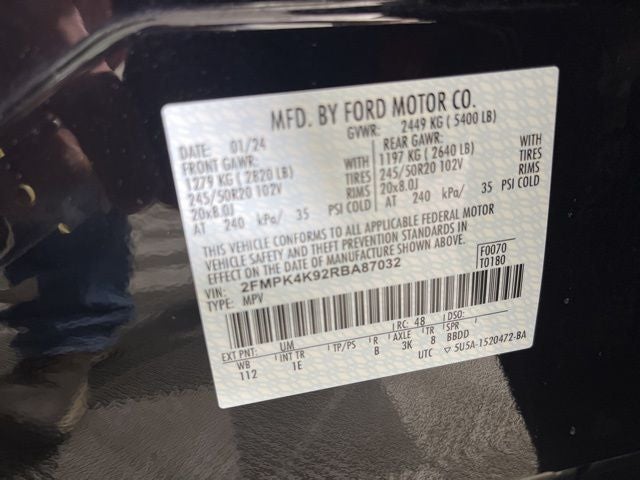 MFD. BY FORD MOTOR CO.
DATE: 01/24 GVWR: 2449 KG ( 5400 LB)
FRONT GAWR: REAR GAWR:
1279 KG ( 2820 LB) WITH 1197 KG ( 2640 LB) WITH
245/50R20 102V TIRES 245/50R20 102V TIRES
20x8.0J RIMS 20x8.0J RIMS
AT 240 kPa/ 35 PSI COLD AT 240 kPa/ 35 PSI COLD
THIS VEHICLE CONFORMS TO ALL APPLICABLE FEDERAL MOTOR
VEHICLE SAFETY AND THEFT PREVENTION STANDARDS IN
EFFECT ON THE DATE OF MANUFACTURE SHOWN ABOVE.
VIN: 2FMPK4K92RBA87032 F0070
TYPE: MPV T0180
EXT PNT: UM RC: 48 DSO:
WB INT TR TP/PS R AXLE TR SPR
112 1E B 3K 8 BBDD
UTC ▽ 5U5A-1520472-BA